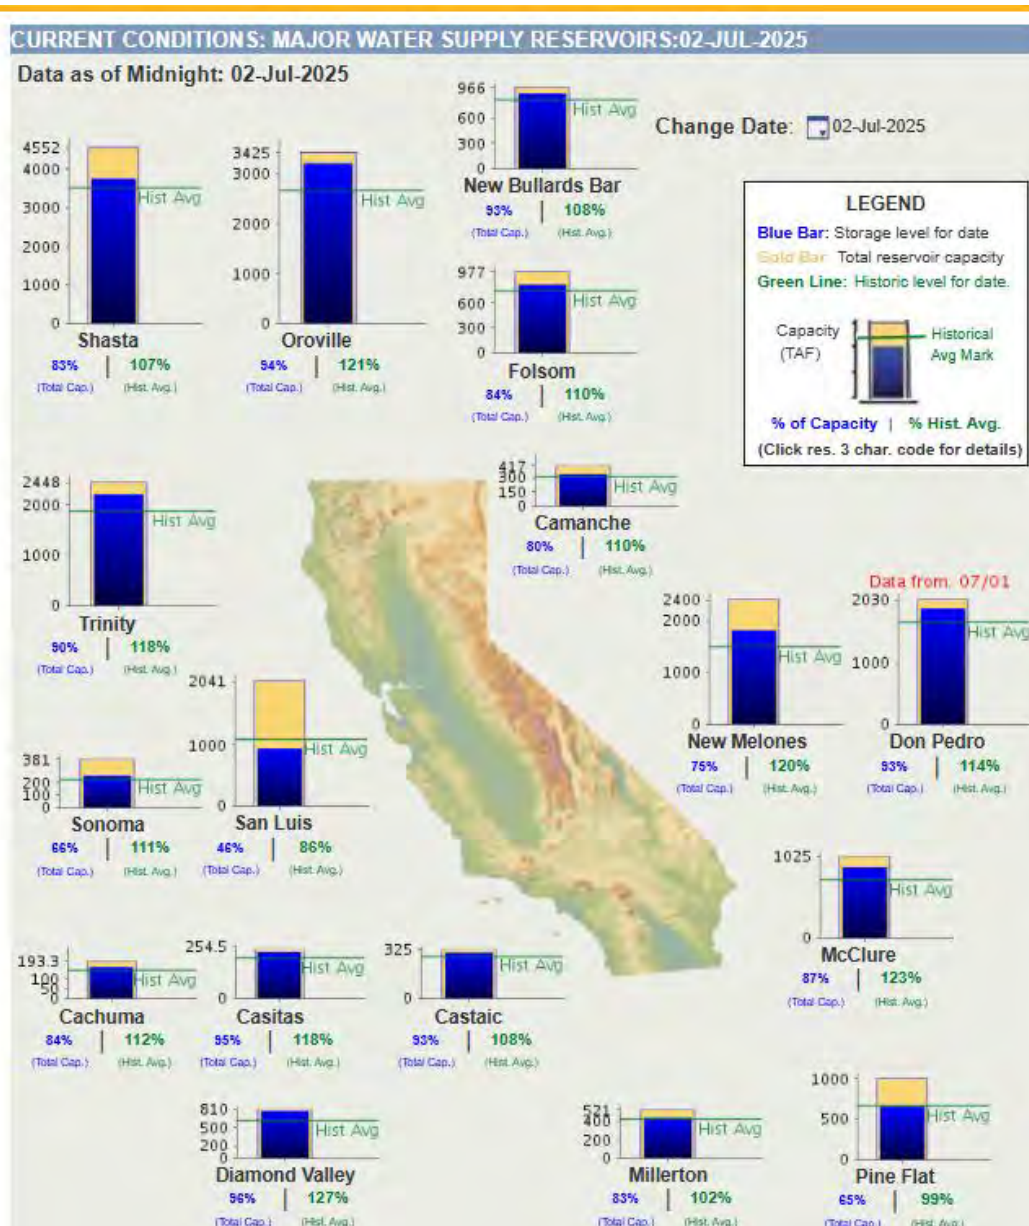 CURRENT CONDITIONS: MAJOR WATER SUPPLY RESERVOIRS:02-JUL-2025
Data as of Midnight: 02-Jul-2025
Change Date: 02-Jul-2025
4552
4000
3000
2000
1000
0
Hist Avg
Shasta
83% | 107%
(Total Cap.) (Hist. Avg.)
3425
3000
2000
1000
0
Hist Avg
Oroville
94% | 121%
(Total Cap.) (Hist. Avg.)
966
600
300
0
Hist Avg
New Bullards Bar
93% | 108%
(Total Cap.) (Hist. Avg.)
977
600
300
0
Hist Avg
Folsom
84% | 110%
(Total Cap.) (Hist. Avg.)
LEGEND
Blue Bar: Storage level for date
Gold Bar: Total reservoir capacity
Green Line: Historic level for date.
Capacity
(TAF)
Historical
Avg Mark
% of Capacity | % Hist. Avg.
(Click res. 3 char. code for details)
2448
2000
1000
0
Hist Avg
Trinity
90% | 118%
(Total Cap.) (Hist. Avg.)
417
300
150
0
Hist Avg
Camanche
80% | 110%
(Total Cap.) (Hist. Avg.)
2400
2000
1000
0
Hist Avg
New Melones
75% | 120%
(Total Cap.) (Hist. Avg.)
Data from: 07/01
2030
1000
0
Hist Avg
Don Pedro
93% | 114%
(Total Cap.) (Hist. Avg.)
381
200
100
0
Hist Avg
Sonoma
66% | 111%
(Total Cap.) (Hist. Avg.)
2041
1000
0
Hist Avg
San Luis
46% | 86%
(Total Cap.) (Hist. Avg.)
1025
0
Hist Avg
McClure
87% | 123%
(Total Cap.) (Hist. Avg.)
193.3
100
50
0
Hist Avg
Cachuma
84% | 112%
(Total Cap.) (Hist. Avg.)
254.5
0
Hist Avg
Casitas
95% | 118%
(Total Cap.) (Hist. Avg.)
325
0
Hist Avg
Castaic
93% | 108%
(Total Cap.) (Hist. Avg.)
810
500
200
0
Hist Avg
Diamond Valley
96% | 127%
(Total Cap.) (Hist. Avg.)
521
400
200
0
Hist Avg
Millerton
83% | 102%
(Total Cap.) (Hist. Avg.)
1000
500
0
Hist Avg
Pine Flat
65% | 99%
(Total Cap.) (Hist. Avg.)